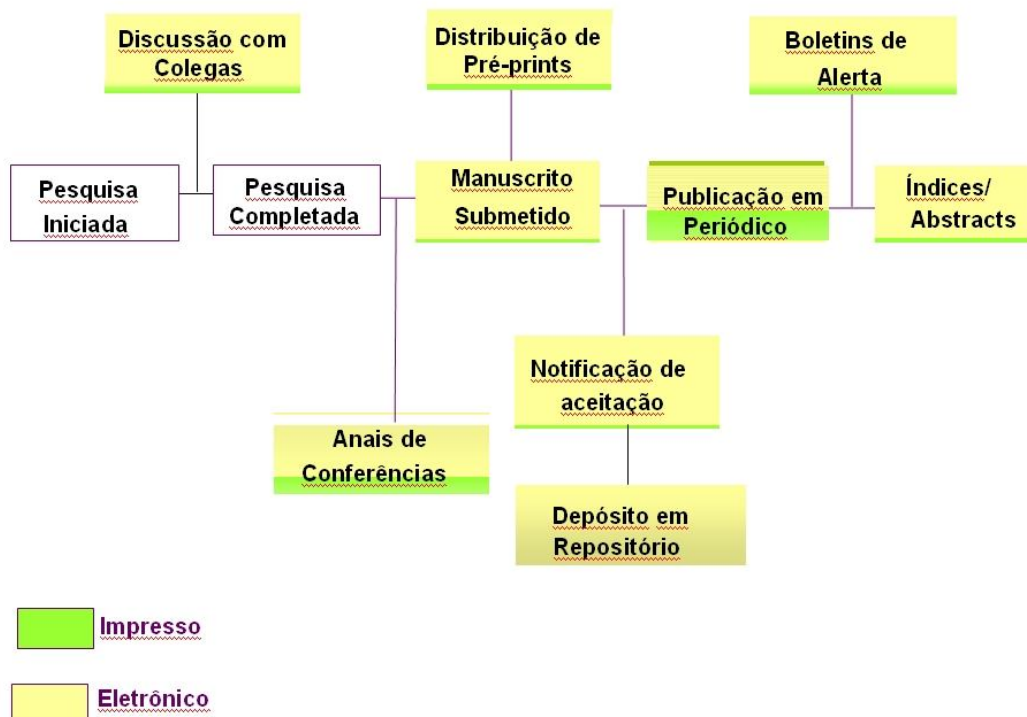 Discussão com
Colegas
Distribuição de
Pré-prints
Boletins de
Alerta
Pesquisa
Iniciada
Pesquisa
Completada
Manuscrito
Submetido
Publicação em
Periódico
Índices/
Abstracts
Notificação de
aceitação
Anais de
Conferências
Depósito em
Repositório
Impresso
Eletrônico